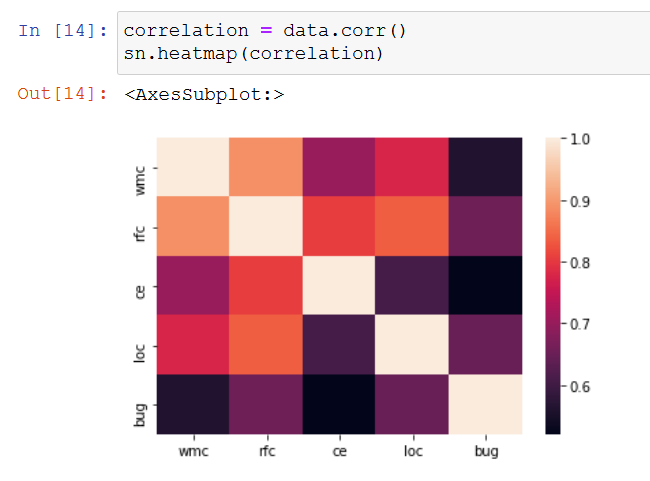 In [14]: correlation = data.corr()
sn.heatmap(correlation)
Out[14]: <AxesSubplot:>
1.0
wmc
0.9
rfc
0.8
ce
0.7
loc
0.6
bug
wmc rfc ce loc bug